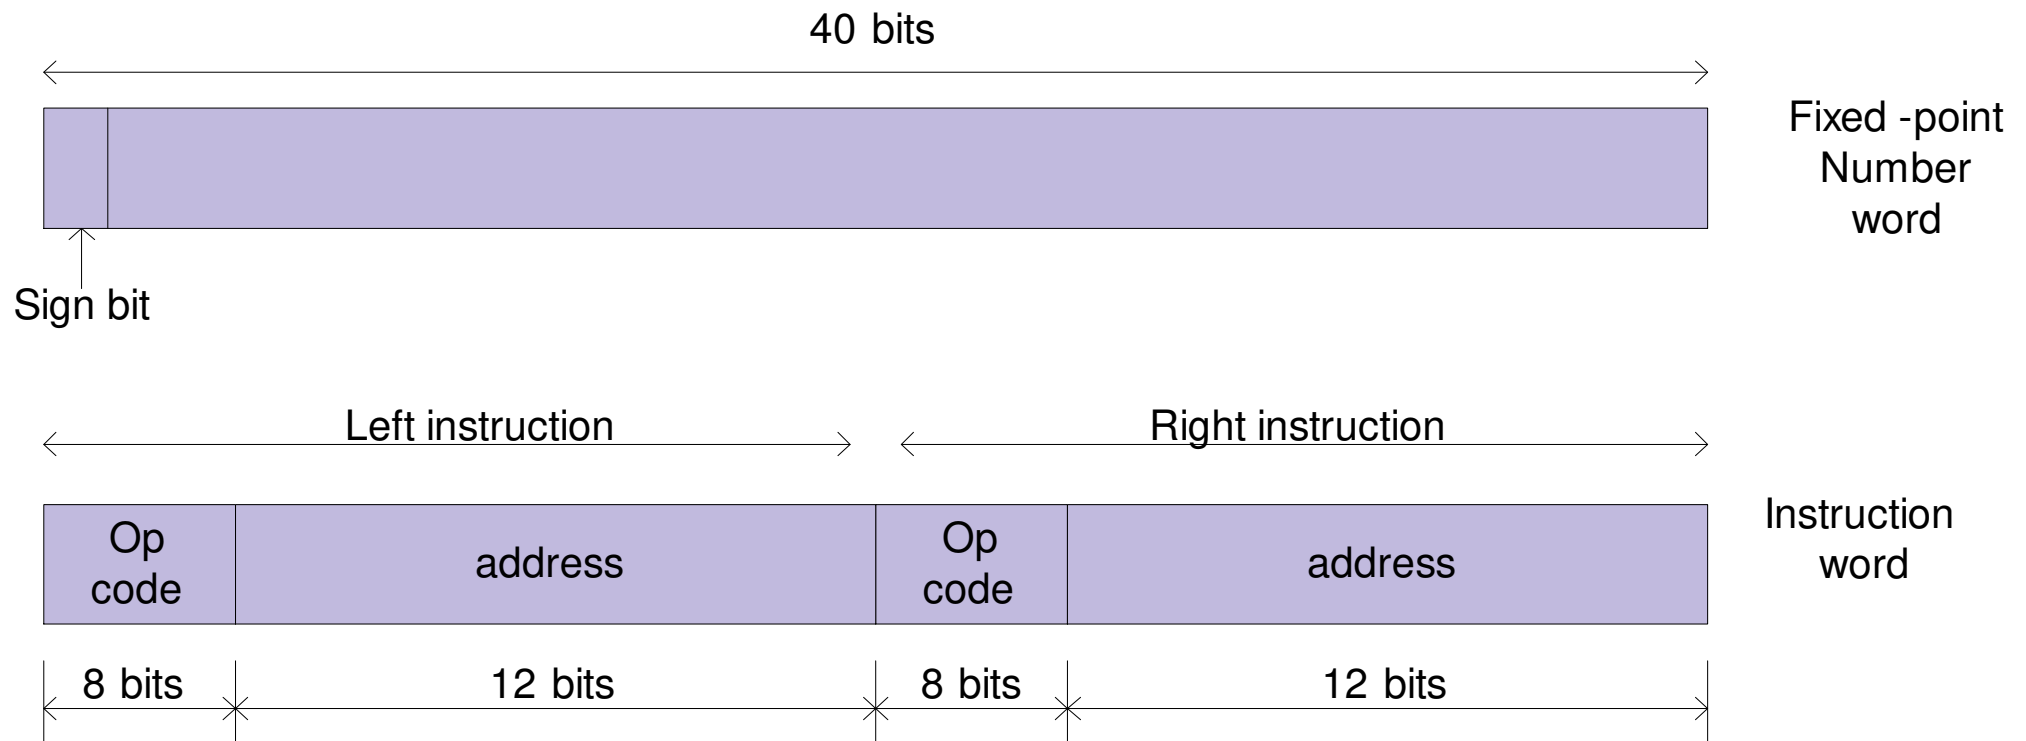 40 bits
Fixed -point
Number
word
Sign bit
Left instruction
Right instruction
Op
code
address
Op
code
address
Instruction
word
8 bits
12 bits
8 bits
12 bits